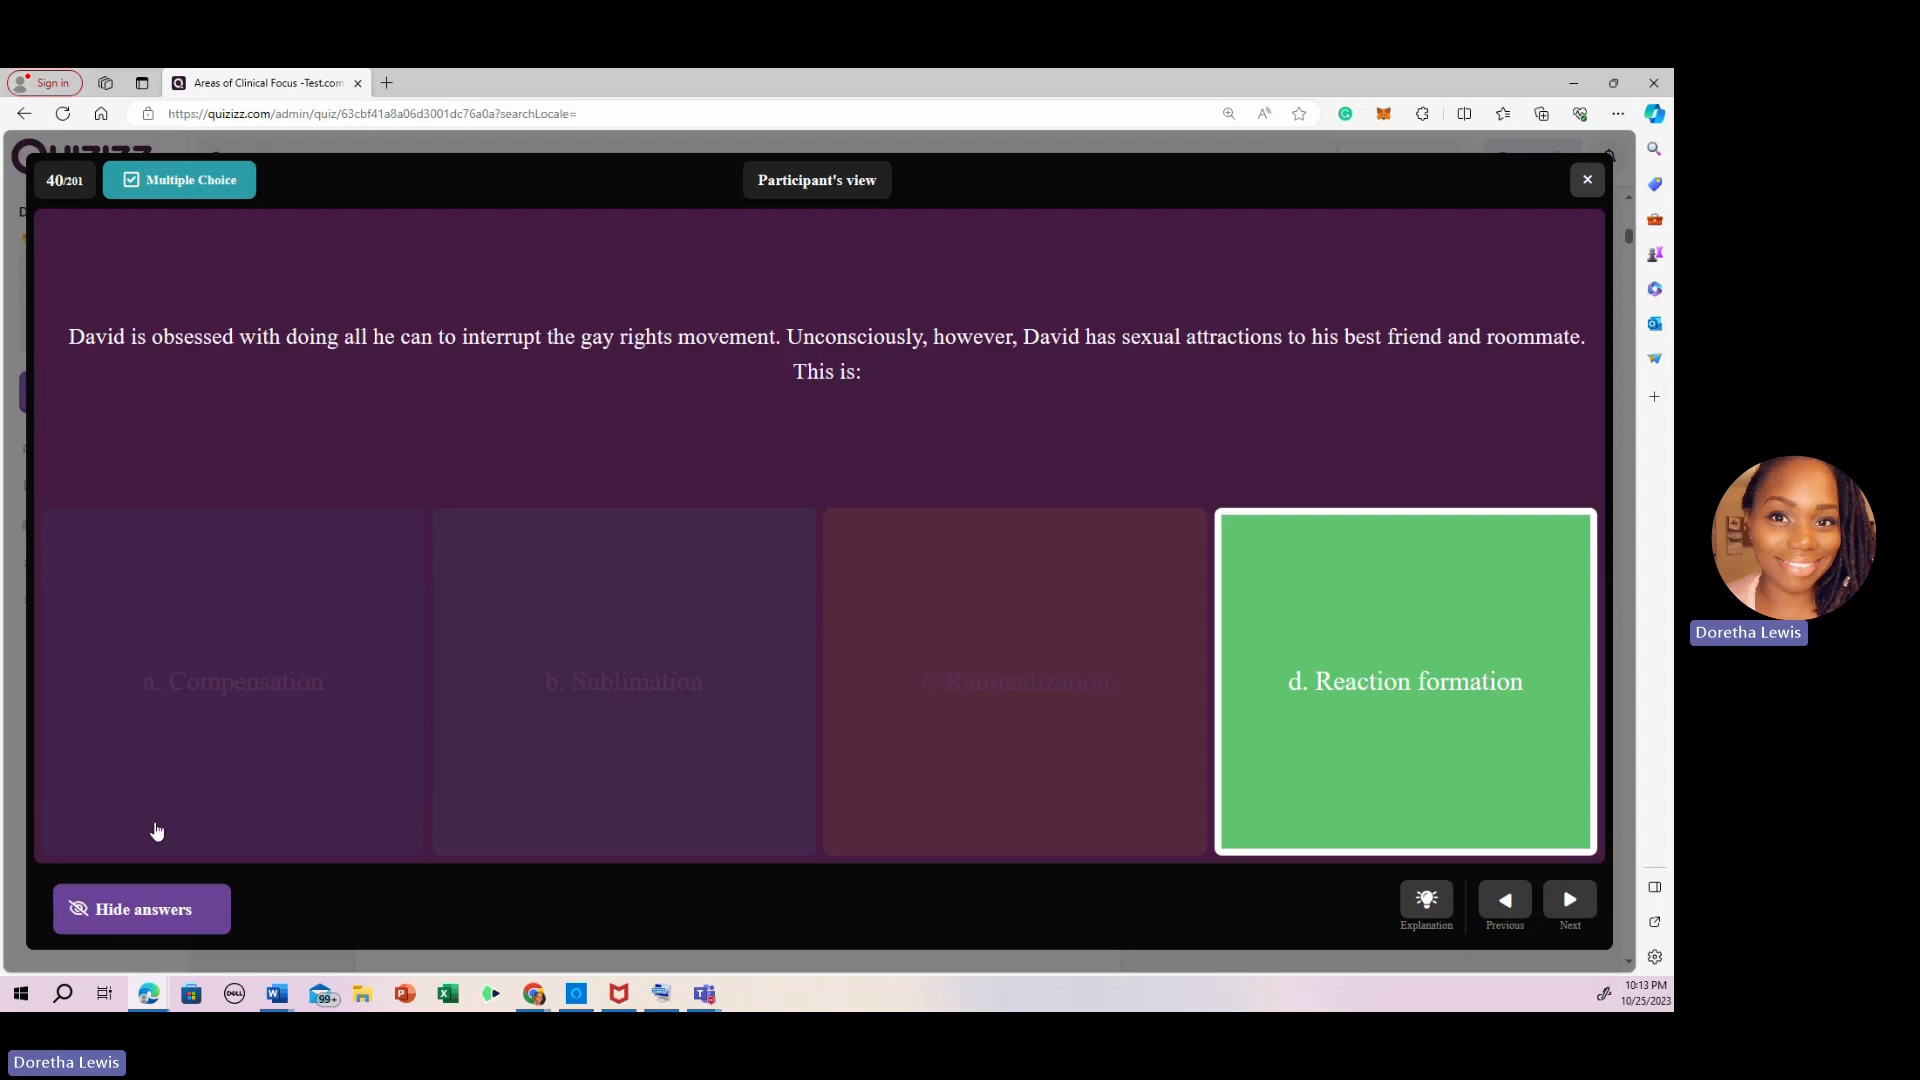 Sign in
Areas of Clinical Focus -Test.com
https://quizizz.com/admin/quiz/63cbf41a8a06d3001dc76a0a?searchLocale=
40/201
Multiple Choice
Participant's view
David is obsessed with doing all he can to interrupt the gay rights movement. Unconsciously, however, David has sexual attractions to his best friend and roommate.
This is:
a. Compensation
b. Sublimation
c. Rationalization
d. Reaction formation
Doretha Lewis
Hide answers
Explanation
Previous
Next
DELL
99+
10:13 PM
10/25/2023
Doretha Lewis